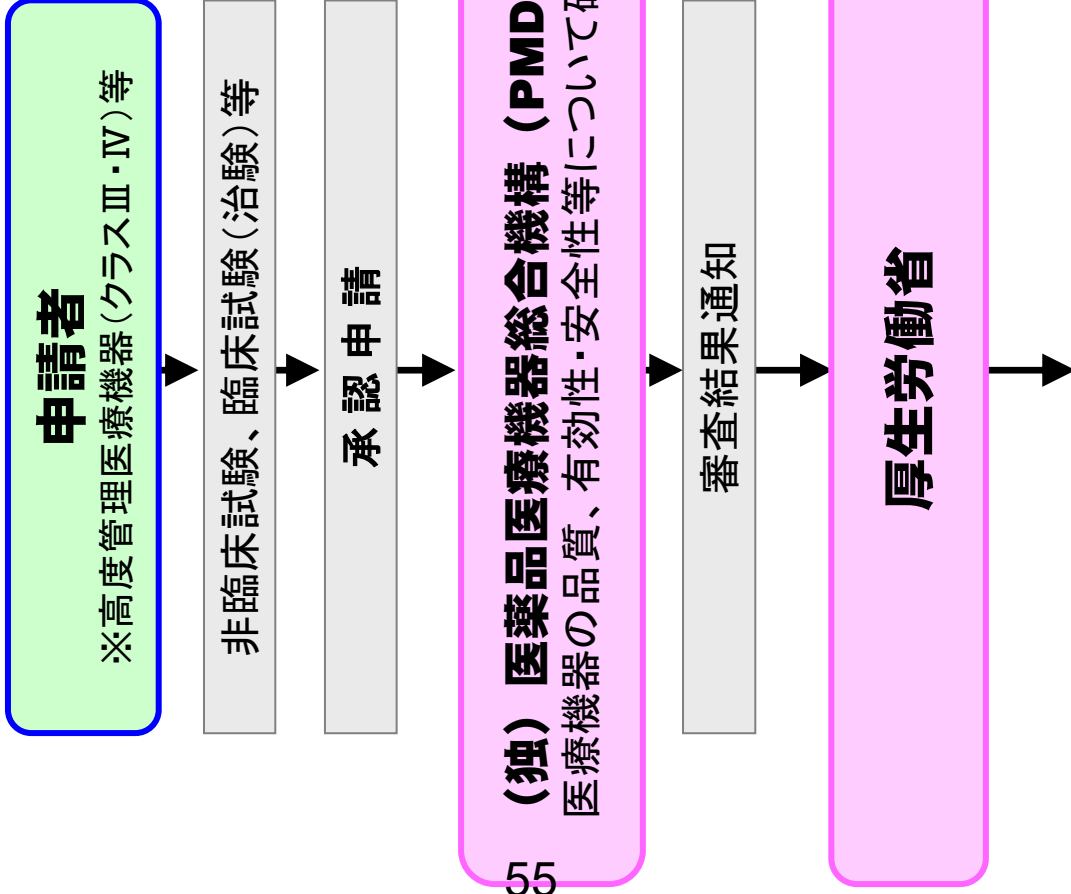 申請者
※高度管理医療機器(クラスⅢ・Ⅳ)等
非臨床試験、臨床試験(治験)等
承 認 申 請
(独)医薬品医療機器総合機構(PMD
医療機器の品質、有効性・安全性等について
審査結果通知
厚生労働省
55